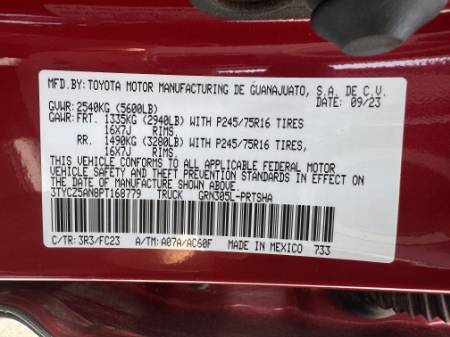 MFD.BY: TOYOTA MOTOR MANUFACTURING DE GUANAJUATO, S.A. DE C.V.
DATE: 09/23
GVWR: 2540KG (5600LB)
GAWR: FRT. 1335KG (2940LB) WITH P245/75R16 TIRES
16X7J RIMS.
RR. 1490KG (3280LB) WITH P245/75R16, TIRES
16X7J RIMS.
THIS VEHICLE CONFORMS TO ALL APPLICABLE FEDERAL MOTOR
VEHICLE SAFETY AND THEFT PREVENTION STANDARDS IN EFFECT
ON THE DATE OF MANUFACTURE SHOWN ABOVE.
3TYCZ5AN8PT168779 TRUCK GRN305L-PRTSHA
C/TR: 3R3/FC23 A/TM: A07A/AC60F MADE IN MEXICO 733